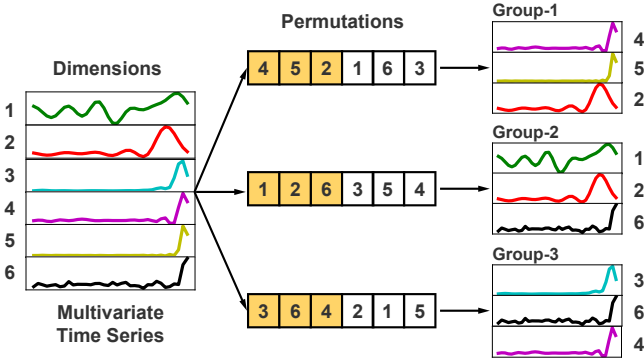 Dimensions
1
2
3
4
5
6
Multivariate
Time Series
Permutations
4 5 2 1 6 3
1 2 6 3 5 4
3 6 4 2 1 5
Group-1
4
5
2
Group-2
1
2
6
Group-3
3
6
4